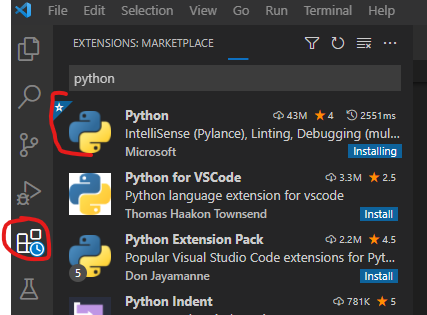 File Edit Selection View Go Run Terminal Help
EXTENSIONS: MARKETPLACE
python
Python 43M 4 2551ms
IntelliSense (Pylance), Linting, Debugging (mul...
Microsoft Installing
Python for VSCode 3.3M 2.5
Python language extension for vscode
Thomas Haakon Townsend Install
Python Extension Pack 2.2M 4.5
Popular Visual Studio Code extensions for Pyt...
5 Don Jayamanne Install
Python Indent 781K 5